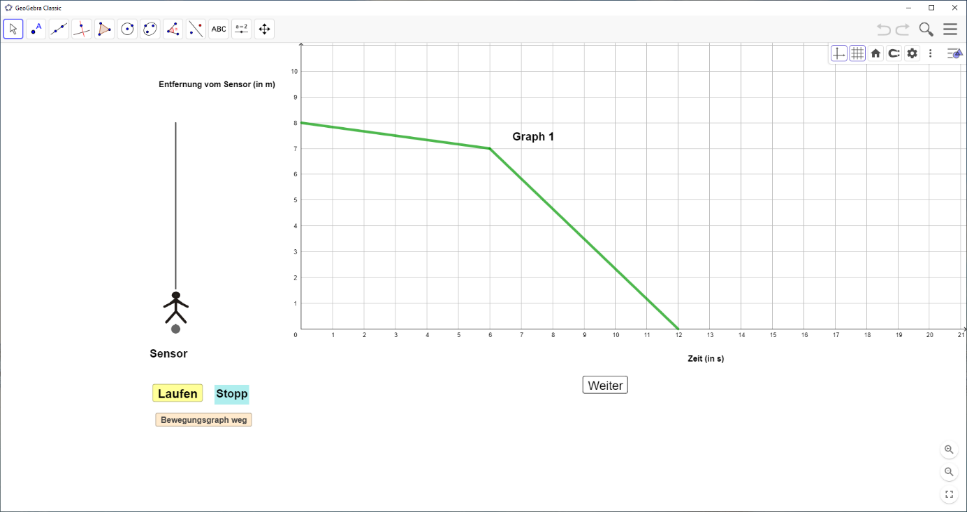 GeoGebra Classic
ABC
a=2
Entfernung vom Sensor (in m)
10
9
8
7
6
5
4
3
2
1
0
Graph 1
1 2 3 4 5 6 7 8 9 10 11 12 13 14 15 16 17 18 19 20 21
Zeit (in s)
Sensor
Laufen Stopp
Weiter
Bewegungsgraph weg